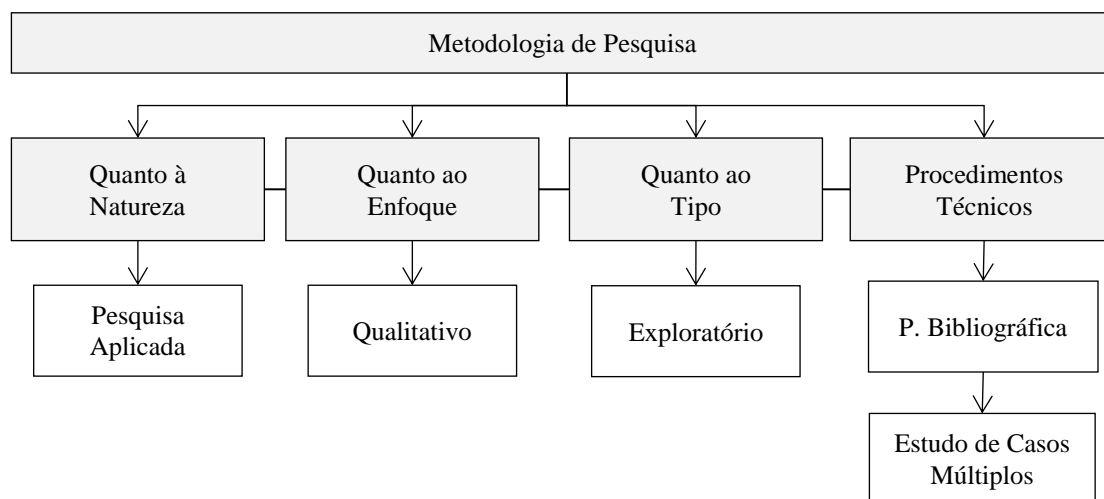 Metodologia de Pesquisa
Quanto à
Natureza
Quanto ao
Enfoque
Quanto ao
Tipo
Procedimentos
Técnicos
Pesquisa
Aplicada
Qualitativo
Exploratório
P. Bibliográfica
Estudo de Casos
Múltiplos